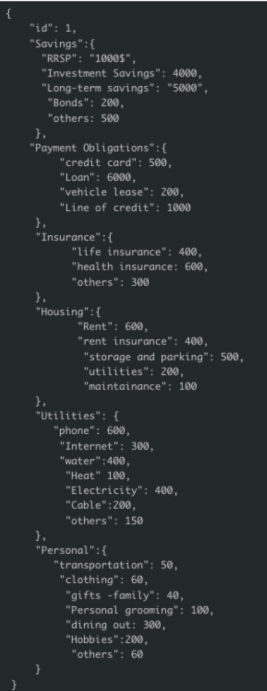 {
"id": 1,
"Savings":{
"RRSP": "1000$",
"Investment Savings": 4000,
"Long-term savings": "5000",
"Bonds": 200,
"others: 500
},
"Payment Obligations":{
"credit card": 500,
"Loan": 6000,
"vehicle lease": 200,
"Line of credit": 1000
},
"Insurance":{
"life insurance": 400,
"health insurance: 600,
"others": 300
},
"Housing":{
"Rent": 600,
"rent insurance": 400,
"storage and parking": 500,
"utilities": 200,
"maintainance": 100
},
"Utilities": {
"phone": 600,
"Internet": 300,
"water":400,
"Heat" 100,
"Electricity": 400,
"Cable":200,
"others": 150
},
"Personal":{
"transportation": 50,
"clothing": 60,
"gifts -family": 40,
"Personal grooming": 100,
"dining out: 300,
"Hobbies":200,
"others": 60
}
}